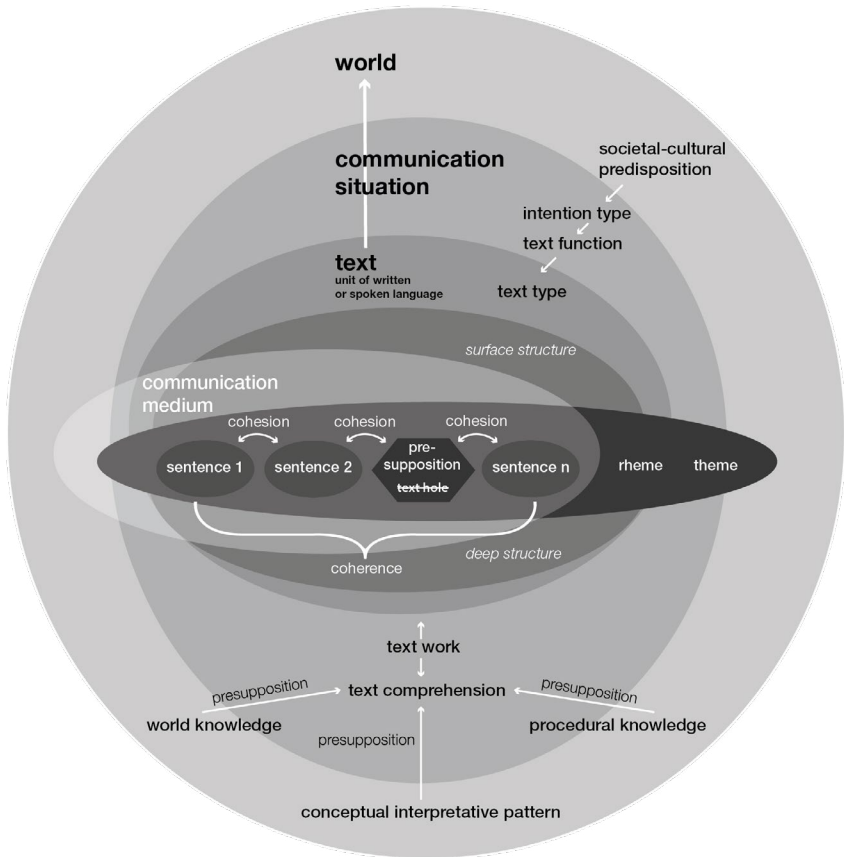 world
societal-cultural
predisposition
communication
situation
intention type
text function
text
unit of written
or spoken language
text type
surface structure
communication
medium
cohesion
cohesion
cohesion
sentence 1
sentence 2
pre-
supposition
text hole
sentence n
rheme
theme
deep structure
coherence
text work
presupposition
text comprehension
presupposition
world knowledge
procedural knowledge
presupposition
conceptual interpretative pattern